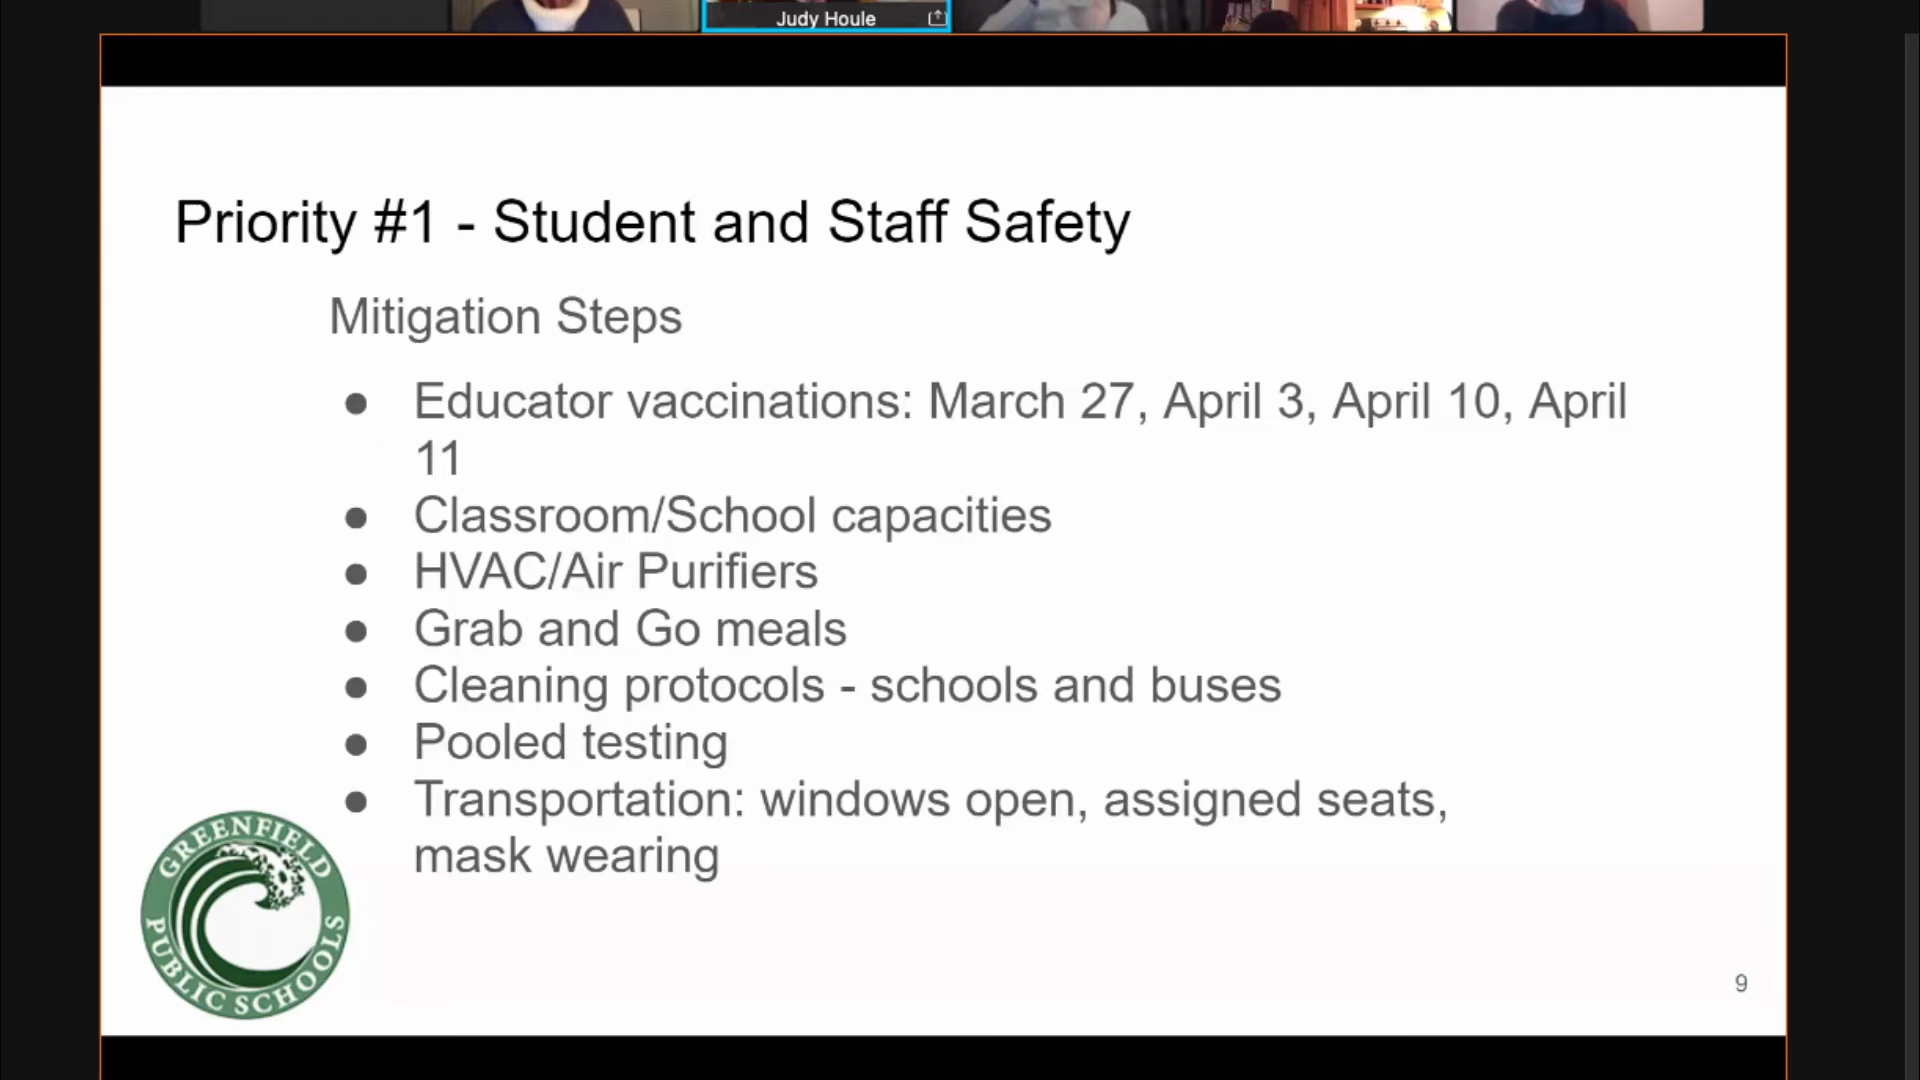 Judy Houle
Priority #1 - Student and Staff Safety
Mitigation Steps
● Educator vaccinations: March 27, April 3, April 10, April
11
● Classroom/School capacities
● HVAC/Air Purifiers
● Grab and Go meals
● Cleaning protocols - schools and buses
● Pooled testing
● Transportation: windows open, assigned seats,
mask wearing
GREENFIELD
PUBLIC SCHOOLS
9